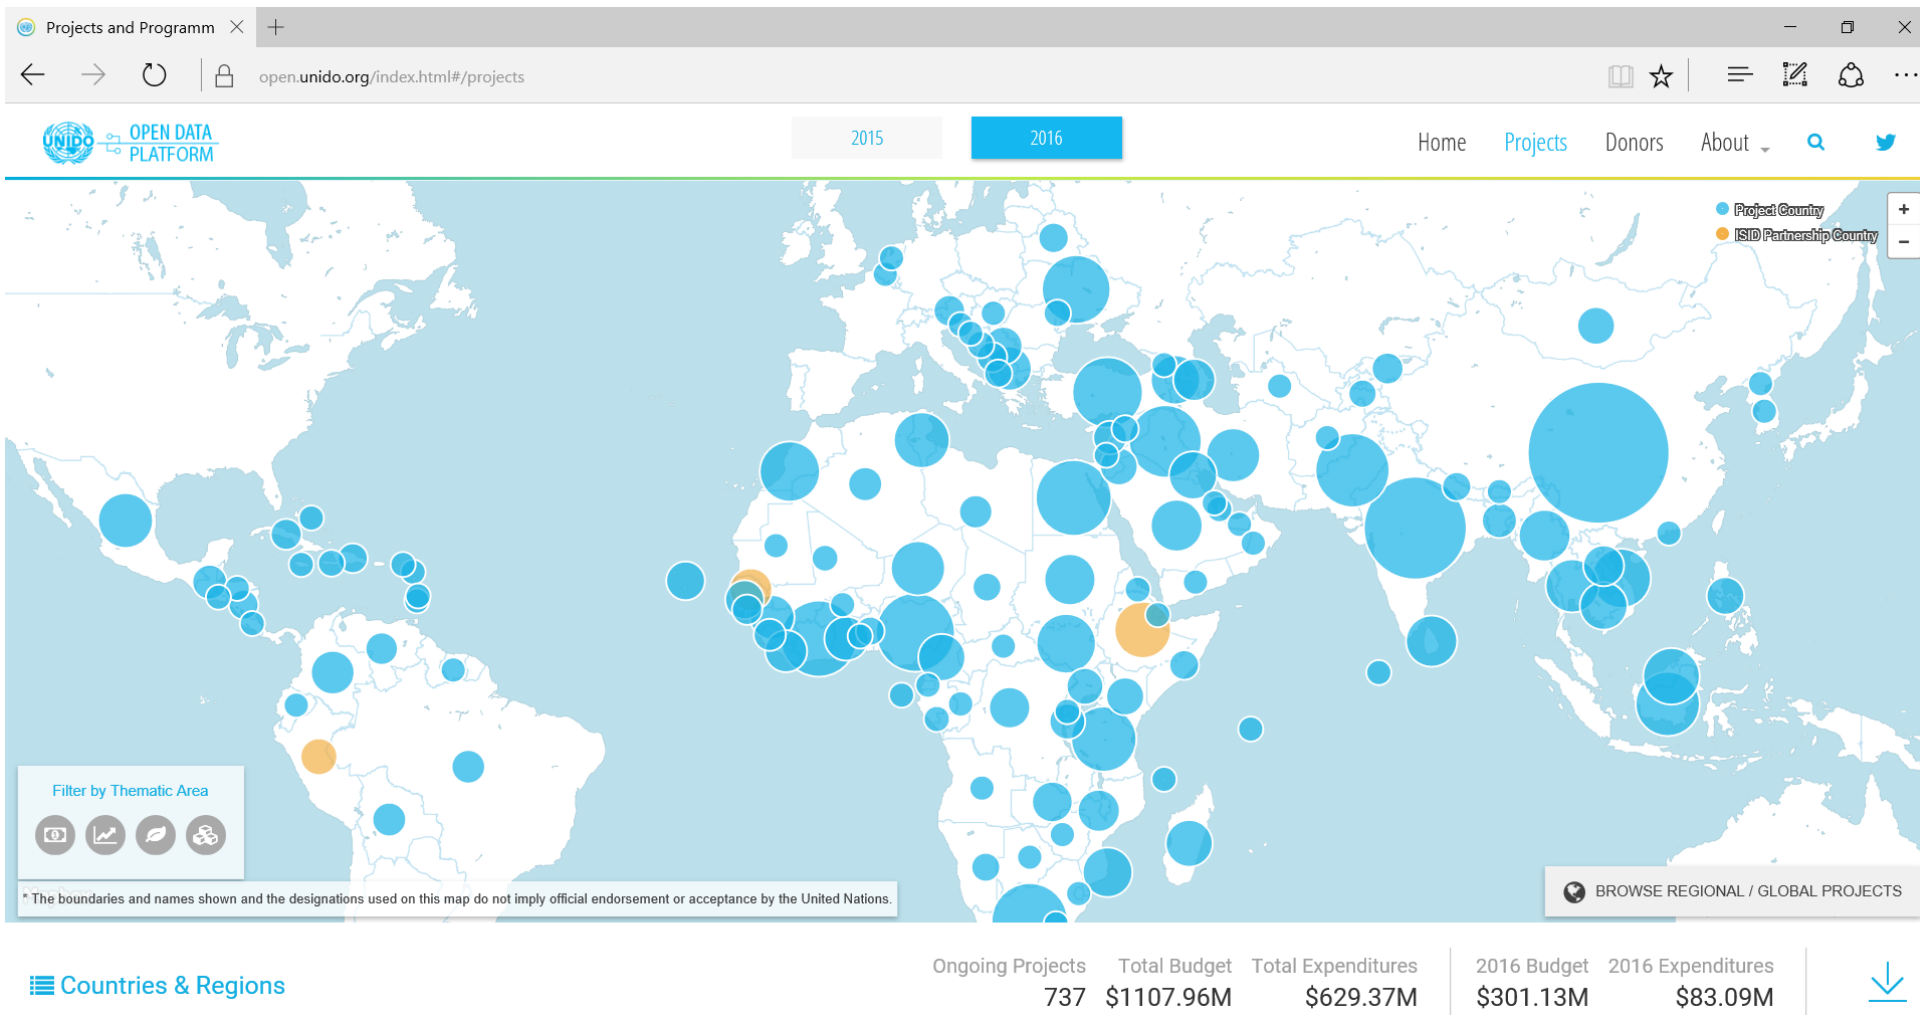 Projects and Programm
open.unido.org/index.html#/projects
UNIDO
OPEN DATA
PLATFORM
2015
2016
Home
Projects
Donors
About
Project Country
ISID Partnership Country
+
−
Filter by Thematic Area
* The boundaries and names shown and the designations used on this map do not imply official endorsement or acceptance by the United Nations.
BROWSE REGIONAL / GLOBAL PROJECTS
Countries & Regions
Ongoing Projects
737
Total Budget
$1107.96M
Total Expenditures
$629.37M
2016 Budget
$301.13M
2016 Expenditures
$83.09M